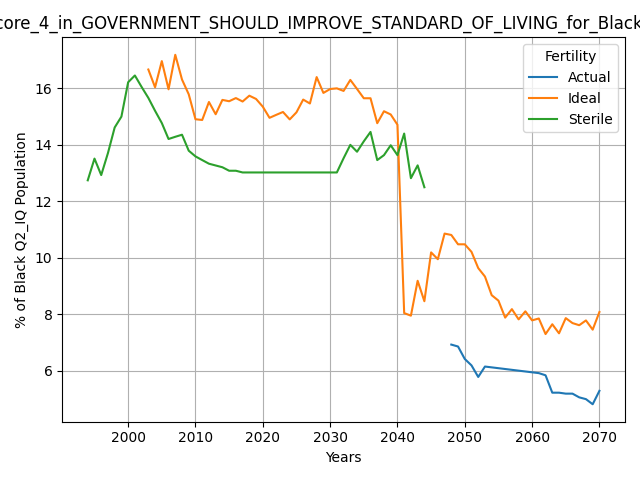 core_4_in_GOVERNMENT_SHOULD_IMPROVE_STANDARD_OF_LIVING_for_Black
% of Black Q2_IQ Population
16
14
12
10
8
6
Fertility
Actual
Ideal
Sterile
2000 2010 2020 2030 2040 2050 2060 2070
Years